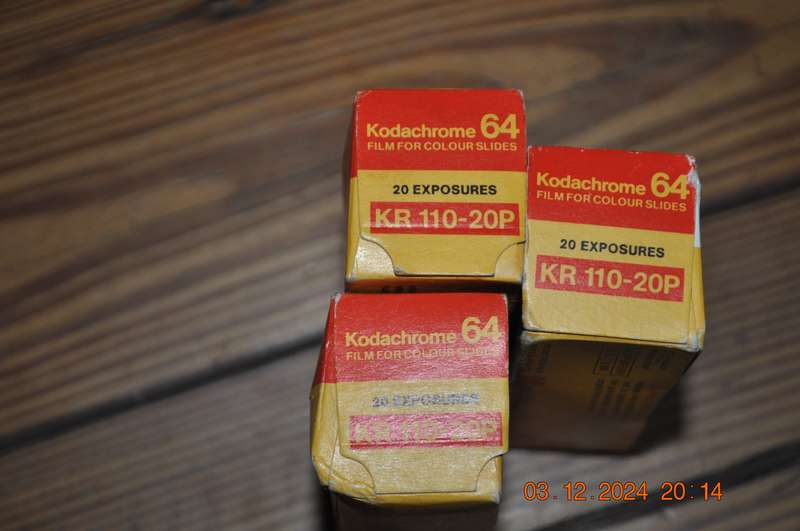 Kodachrome 64
FILM FOR COLOUR SLIDES
20 EXPOSURES
KR 110-20P
Kodachrome 64
FILM FOR COLOUR SLIDES
20 EXPOSURES
KR 110-20P
Kodachrome 64
FILM FOR COLOUR SLIDES
20 EXPOSURES
KR 110-20P
03.12.2024 20:14